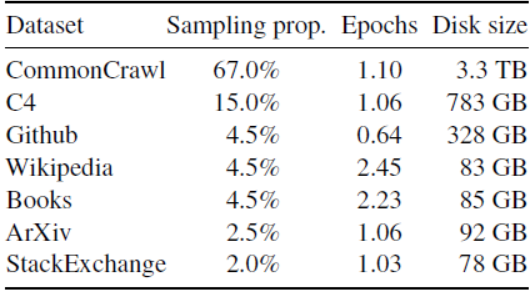 Dataset Sampling prop. Epochs Disk size
CommonCrawl 67.0% 1.10 3.3 TB
C4 15.0% 1.06 783 GB
Github 4.5% 0.64 328 GB
Wikipedia 4.5% 2.45 83 GB
Books 4.5% 2.23 85 GB
ArXiv 2.5% 1.06 92 GB
StackExchange 2.0% 1.03 78 GB